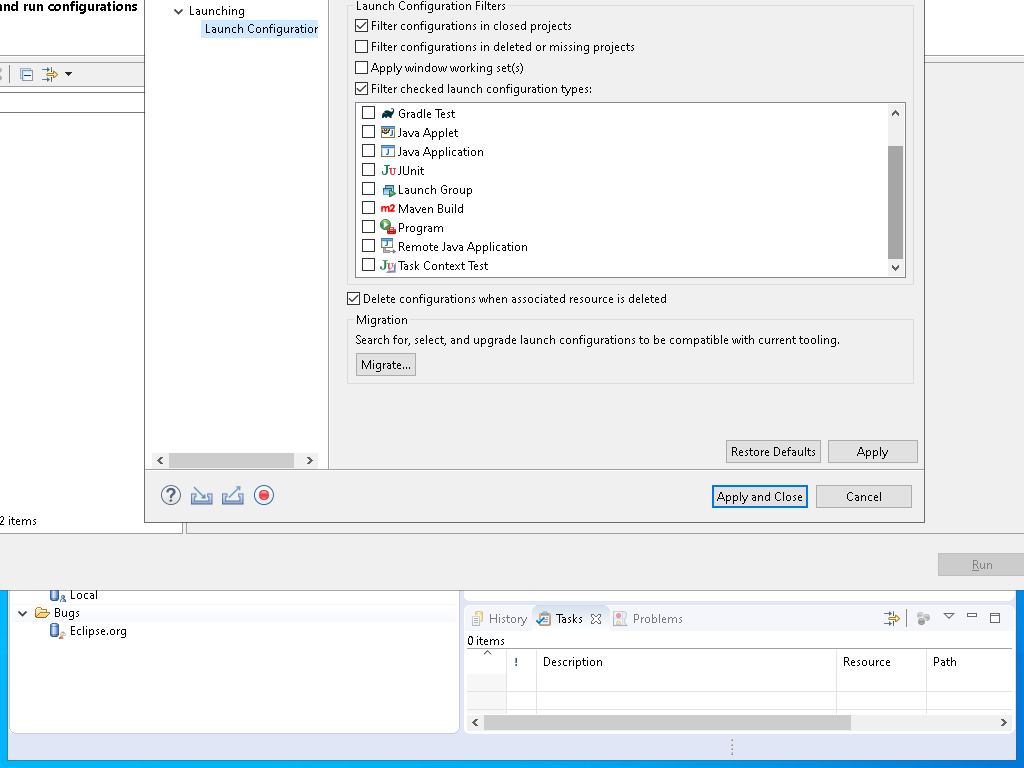 and run configurations
Launching
Launch Configuration
Launch Configuration Filters
Filter configurations in closed projects
Filter configurations in deleted or missing projects
Apply window working set(s)
Filter checked launch configuration types:
Gradle Test
Java Applet
Java Application
JUnit
Launch Group
Maven Build
Program
Remote Java Application
Task Context Test
Delete configurations when associated resource is deleted
Migration
Search for, select, and upgrade launch configurations to be compatible with current tooling.
Migrate...
Restore Defaults
Apply
Apply and Close
Cancel
2 items
Run
Local
Bugs
Eclipse.org
History
Tasks
Problems
0 items
! Description Resource Path